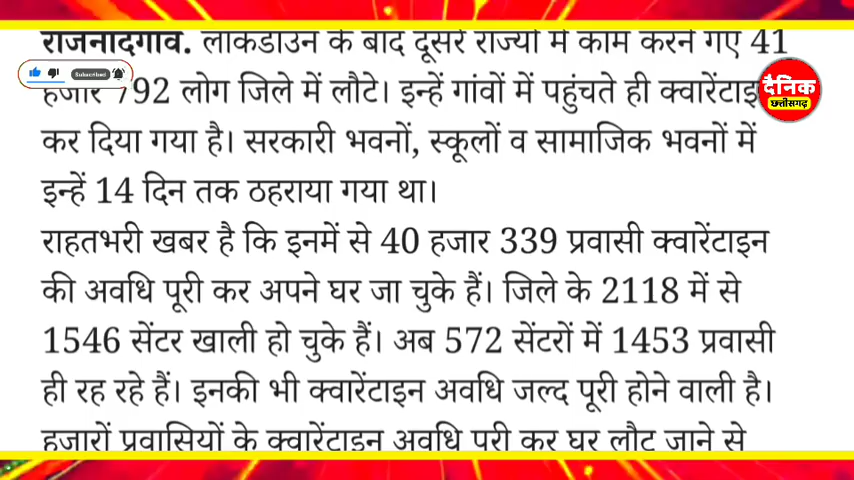 राजनांदगांव. लॉकडाउन के बाद दूसरे राज्यों में काम करने गए 41
हजार 792 लोग जिले में लौटे। इन्हें गांवों में पहुंचते ही
कर दिया गया है। सरकारी भवनों, स्कूलों व सामाजिक भवनों में
इन्हें 14 दिन तक ठहराया गया था।
राहतभरी खबर है कि इनमें से 40 हजार 339 प्रवासी क्वारेंटाइन
की अवधि पूरी कर अपने घर जा चुके हैं। जिले के 2118 में से
1546 सेंटर खाली हो चुके हैं। अब 572 सेंटरों में 1453 प्रवासी
ही रह रहे हैं। इनकी भी क्वारेंटाइन अवधि जल्द पूरी होने वाली है।
हजारों प्रवासियों के क्वारेंटाइन अवधि पूरी कर घर लौट जाने से
Subscribed
दैनिक
छत्तीसगढ़